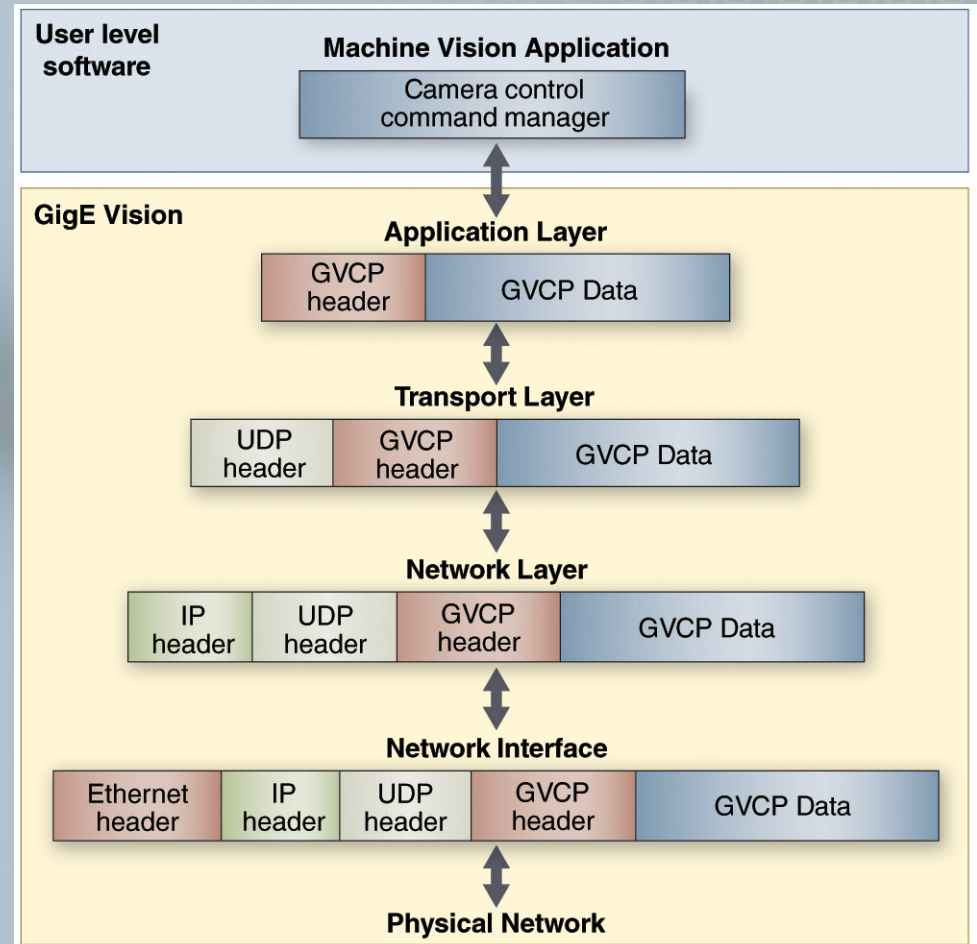 User level
software
Machine Vision Application
Camera control
command manager
GigE Vision
Application Layer
GVCP
header
GVCP Data
Transport Layer
UDP
header
GVCP
header
GVCP Data
Network Layer
IP
header
UDP
header
GVCP
header
GVCP Data
Network Interface
Ethernet
header
IP
header
UDP
header
GVCP
header
GVCP Data
Physical Network